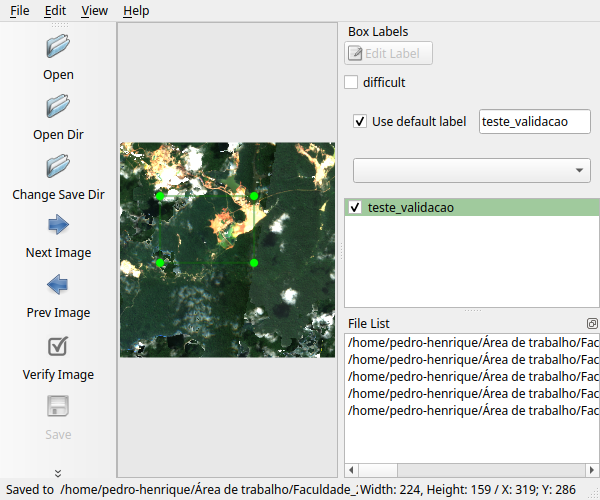 File Edit View Help
Open
Open Dir
Change Save Dir
Next Image
Prev Image
Verify Image
Save
Box Labels
Edit Label
difficult
Use default label teste_validacao
teste_validacao
File List
/home/pedro-henrique/Área de trabalho/Fac
/home/pedro-henrique/Área de trabalho/Fac
/home/pedro-henrique/Área de trabalho/Fac
/home/pedro-henrique/Área de trabalho/Fac
/home/pedro-henrique/Área de trabalho/Fac
Saved to /home/pedro-henrique/Área de trabalho/Faculdade_ Width: 224, Height: 159 / X: 319; Y: 286